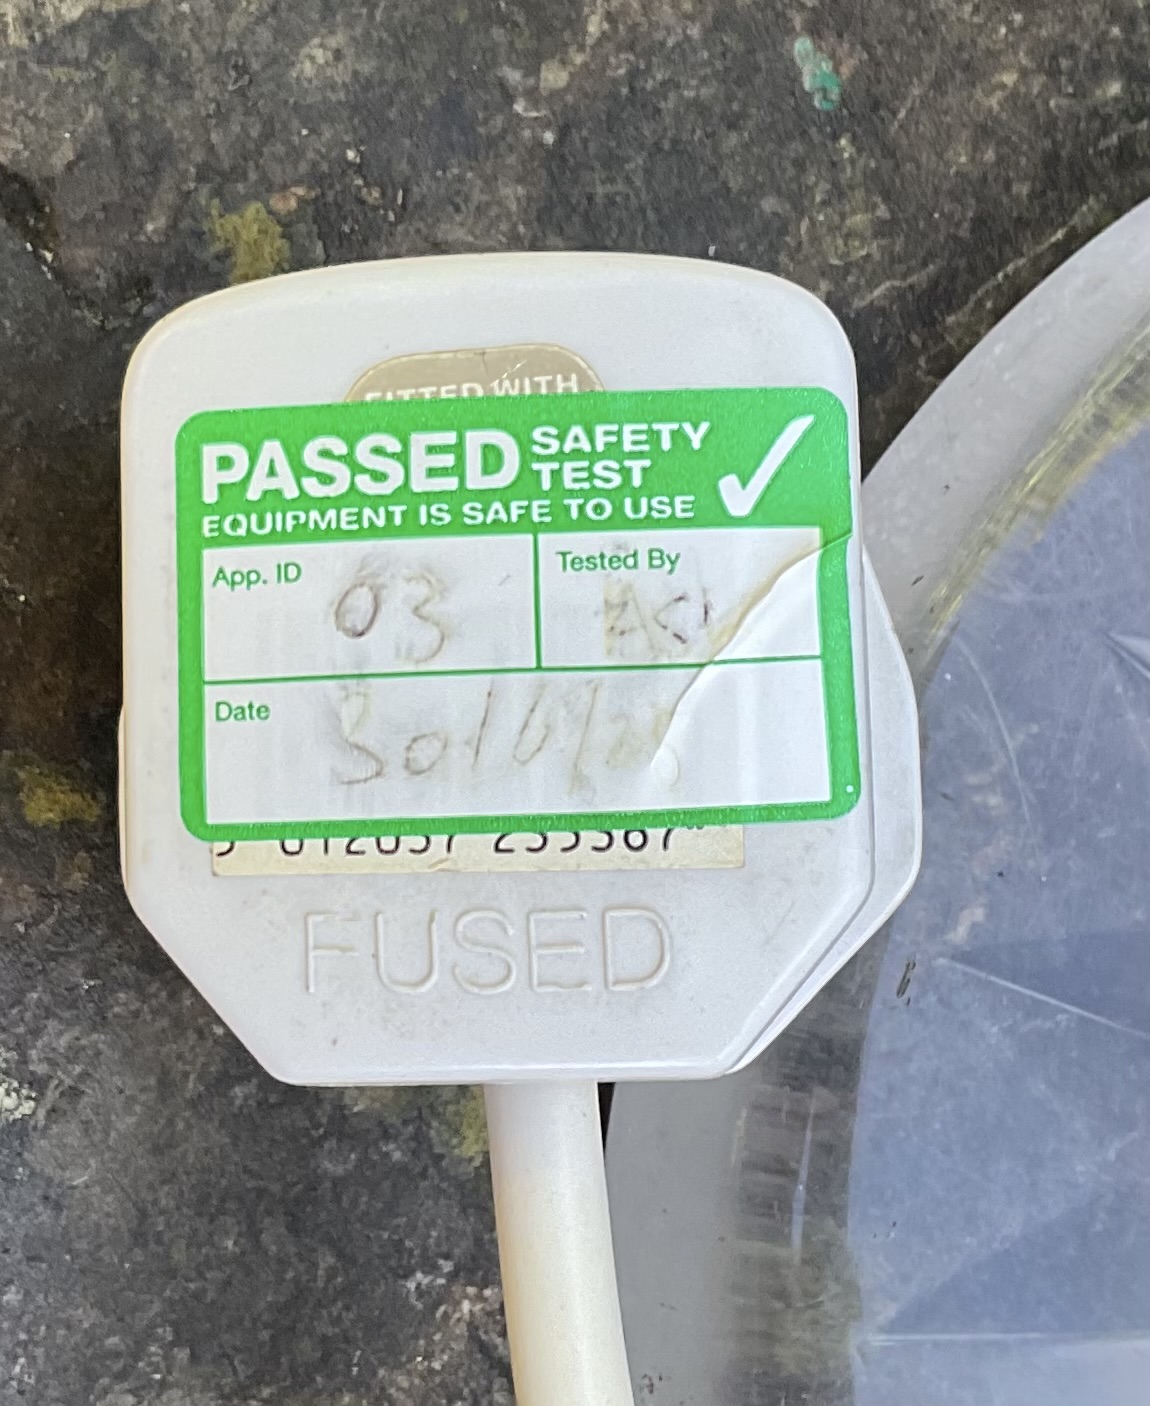 FITTED WITH
PASSED SAFETY TEST
EQUIPMENT IS SAFE TO USE
App. ID 03 Tested By
Date
FUSED